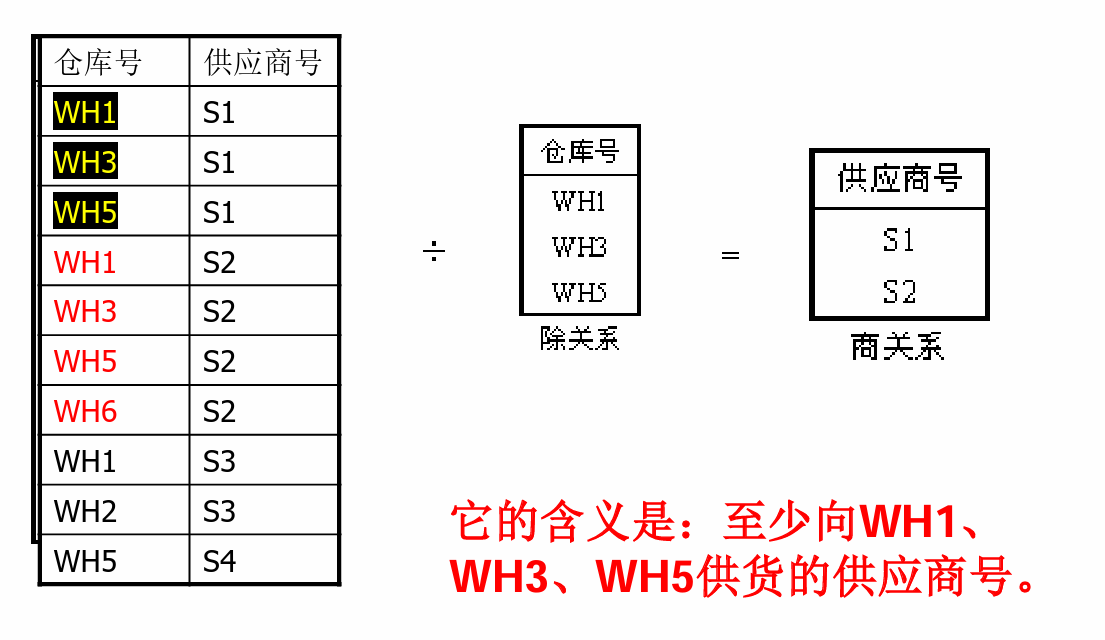 仓库号 供应商号
WH1 S1
WH3 S1
WH5 S1
WH1 S2
WH3 S2
WH5 S2
WH6 S2
WH1 S3
WH2 S3
WH5 S4
÷
仓库号
WH1
WH3
WH5
除关系
=
供应商号
S1
S2
商关系
它的含义是：至少向WH1、
WH3、WH5供货的供应商号。